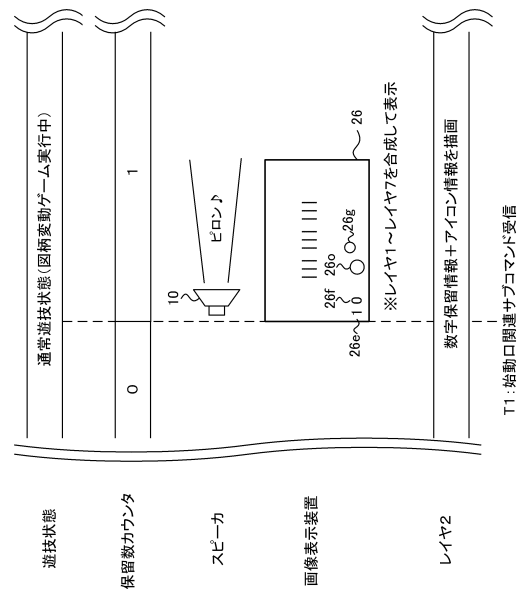 遊技状態
通常遊技状態(図柄変動ゲーム実行中)
保留数カウンタ
0
1
スピーカ
10
ピロン♪
画像表示装置
26e
1 0
26f
26o
26g
26
※レイヤ1~レイヤ7を合成して表示
レイヤ2
数字保留情報+アイコン情報を描画
T1:始動口関連サブコマンド受信